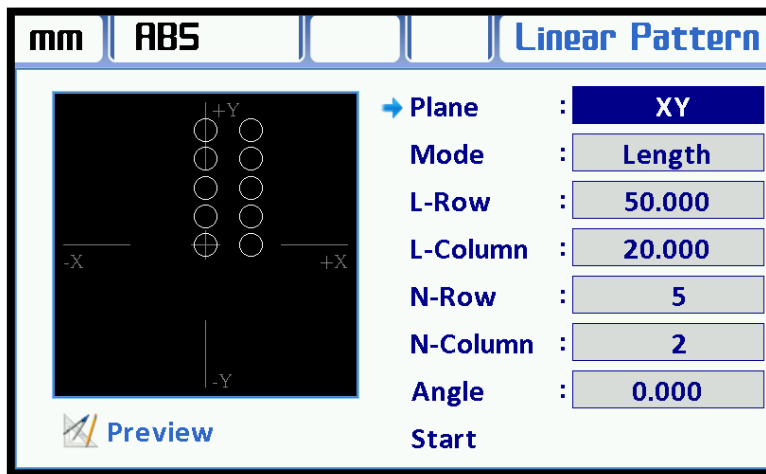 mm ABS Linear Pattern
+Y
-X +X
-Y
Preview
Plane : XY
Mode : Length
L-Row : 50.000
L-Column : 20.000
N-Row : 5
N-Column : 2
Angle : 0.000
Start